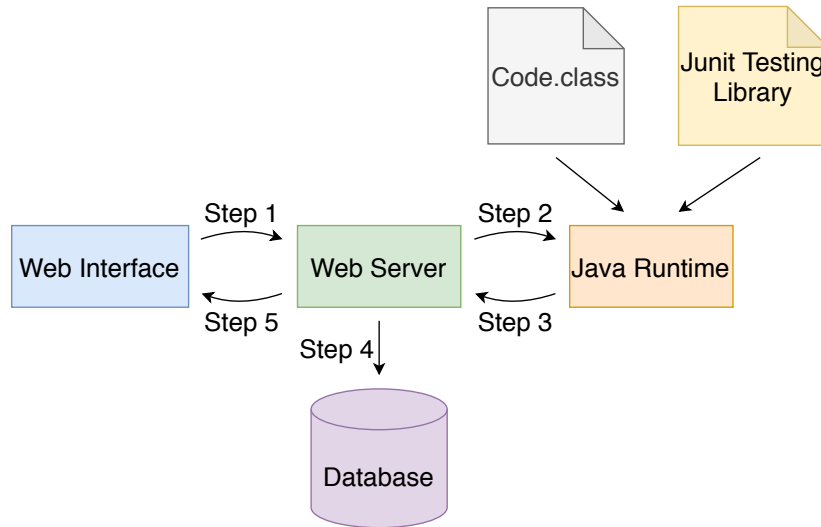 Code.class
Junit Testing
Library
Step 1
Step 2
Web Interface
Web Server
Java Runtime
Step 5
Step 3
Step 4
Database